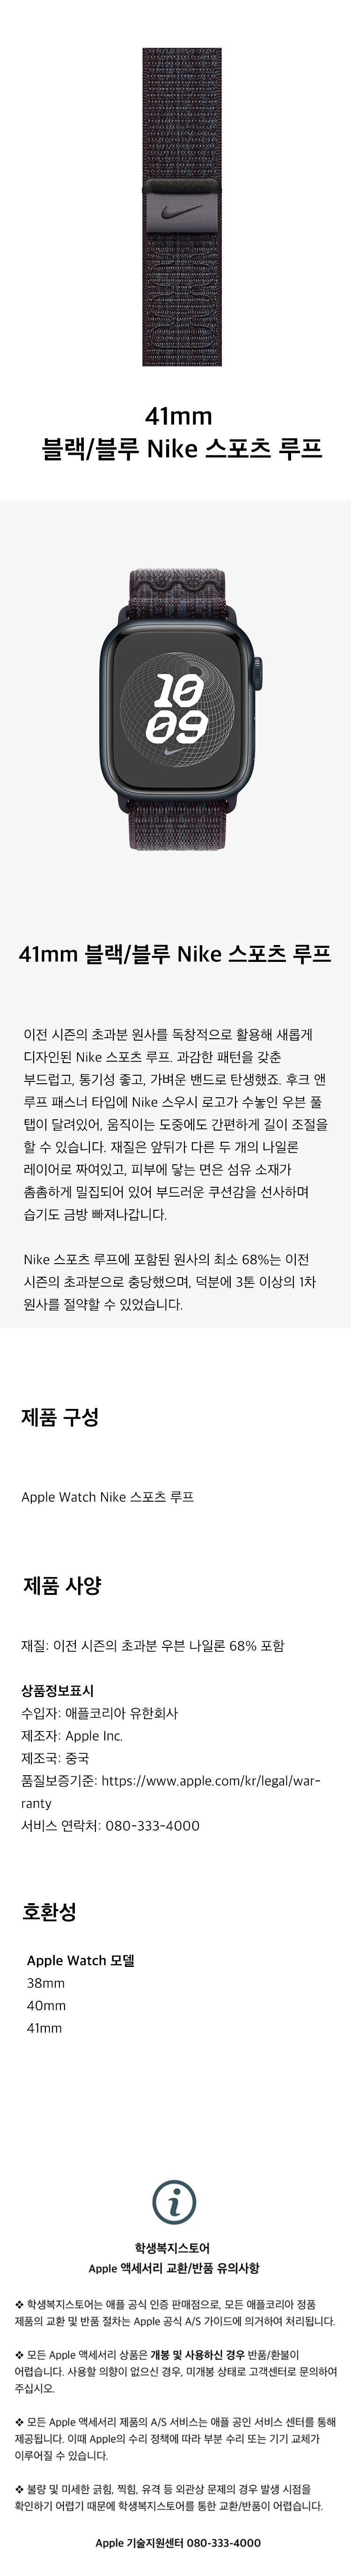 41mm
블랙/블루 Nike 스포츠 루프
10
09
41mm 블랙/블루 Nike 스포츠 루프
이전 시즌의 초과분 원사를 독창적으로 활용해 새롭게
디자인된 Nike 스포츠 루프. 과감한 패턴을 갖춘
부드럽고, 통기성 좋고, 가벼운 밴드로 탄생했죠. 후크 앤
루프 패스너 타입에 Nike 스우시 로고가 수놓인 우븐 풀
탭이 달려있어, 움직이는 도중에도 간편하게 길이 조절을
할 수 있습니다. 재질은 앞뒤가 다른 두 개의 나일론
레이어로 짜여있고, 피부에 닿는 면은 섬유 소재가
촘촘하게 밀집되어 있어 부드러운 쿠션감을 선사하며
습기도 금방 빠져나갑니다.
Nike 스포츠 루프에 포함된 원사의 최소 68%는 이전
시즌의 초과분으로 충당했으며, 덕분에 3톤 이상의 1차
원사를 절약할 수 있었습니다.
제품 구성
Apple Watch Nike 스포츠 루프
제품 사양
재질: 이전 시즌의 초과분 우븐 나일론 68% 포함
상품정보표시
수입자: 애플코리아 유한회사
제조자: Apple Inc.
제조국: 중국
품질보증기준: https://www.apple.com/kr/legal/war-
ranty
서비스 연락처: 080-333-4000
호환성
Apple Watch 모델
38mm
40mm
41mm
학생복지스토어
Apple 액세서리 교환/반품 유의사항
❖ 학생복지스토어는 애플 공식 인증 판매점으로, 모든 애플코리아 정품
제품의 교환 및 반품 절차는 Apple 공식 A/S 가이드에 의거하여 처리됩니다.
❖ 모든 Apple 액세서리 상품은 개봉 및 사용하신 경우 반품/환불이
어렵습니다. 사용할 의향이 없으신 경우, 미개봉 상태로 고객센터로 문의하여
주십시오.
❖ 모든 Apple 액세서리 제품의 A/S 서비스는 애플 공인 서비스 센터를 통해
제공됩니다. 이때 Apple의 수리 정책에 따라 부분 수리 또는 기기 교체가
이루어질 수 있습니다.
❖ 불량 및 미세한 긁힘, 찍힘, 유격 등 외관상 문제의 경우 발생 시점을
확인하기 어렵기 때문에 학생복지스토어를 통한 교환/반품이 어렵습니다.
Apple 기술지원센터 080-333-4000